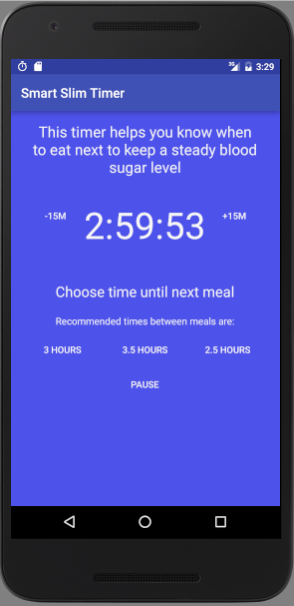 3G 3:29
Smart Slim Timer
This timer helps you know when
to eat next to keep a steady blood
sugar level
-15M 2:59:53 +15M
Choose time until next meal
Recommended times between meals are:
3 HOURS 3.5 HOURS 2.5 HOURS
PAUSE